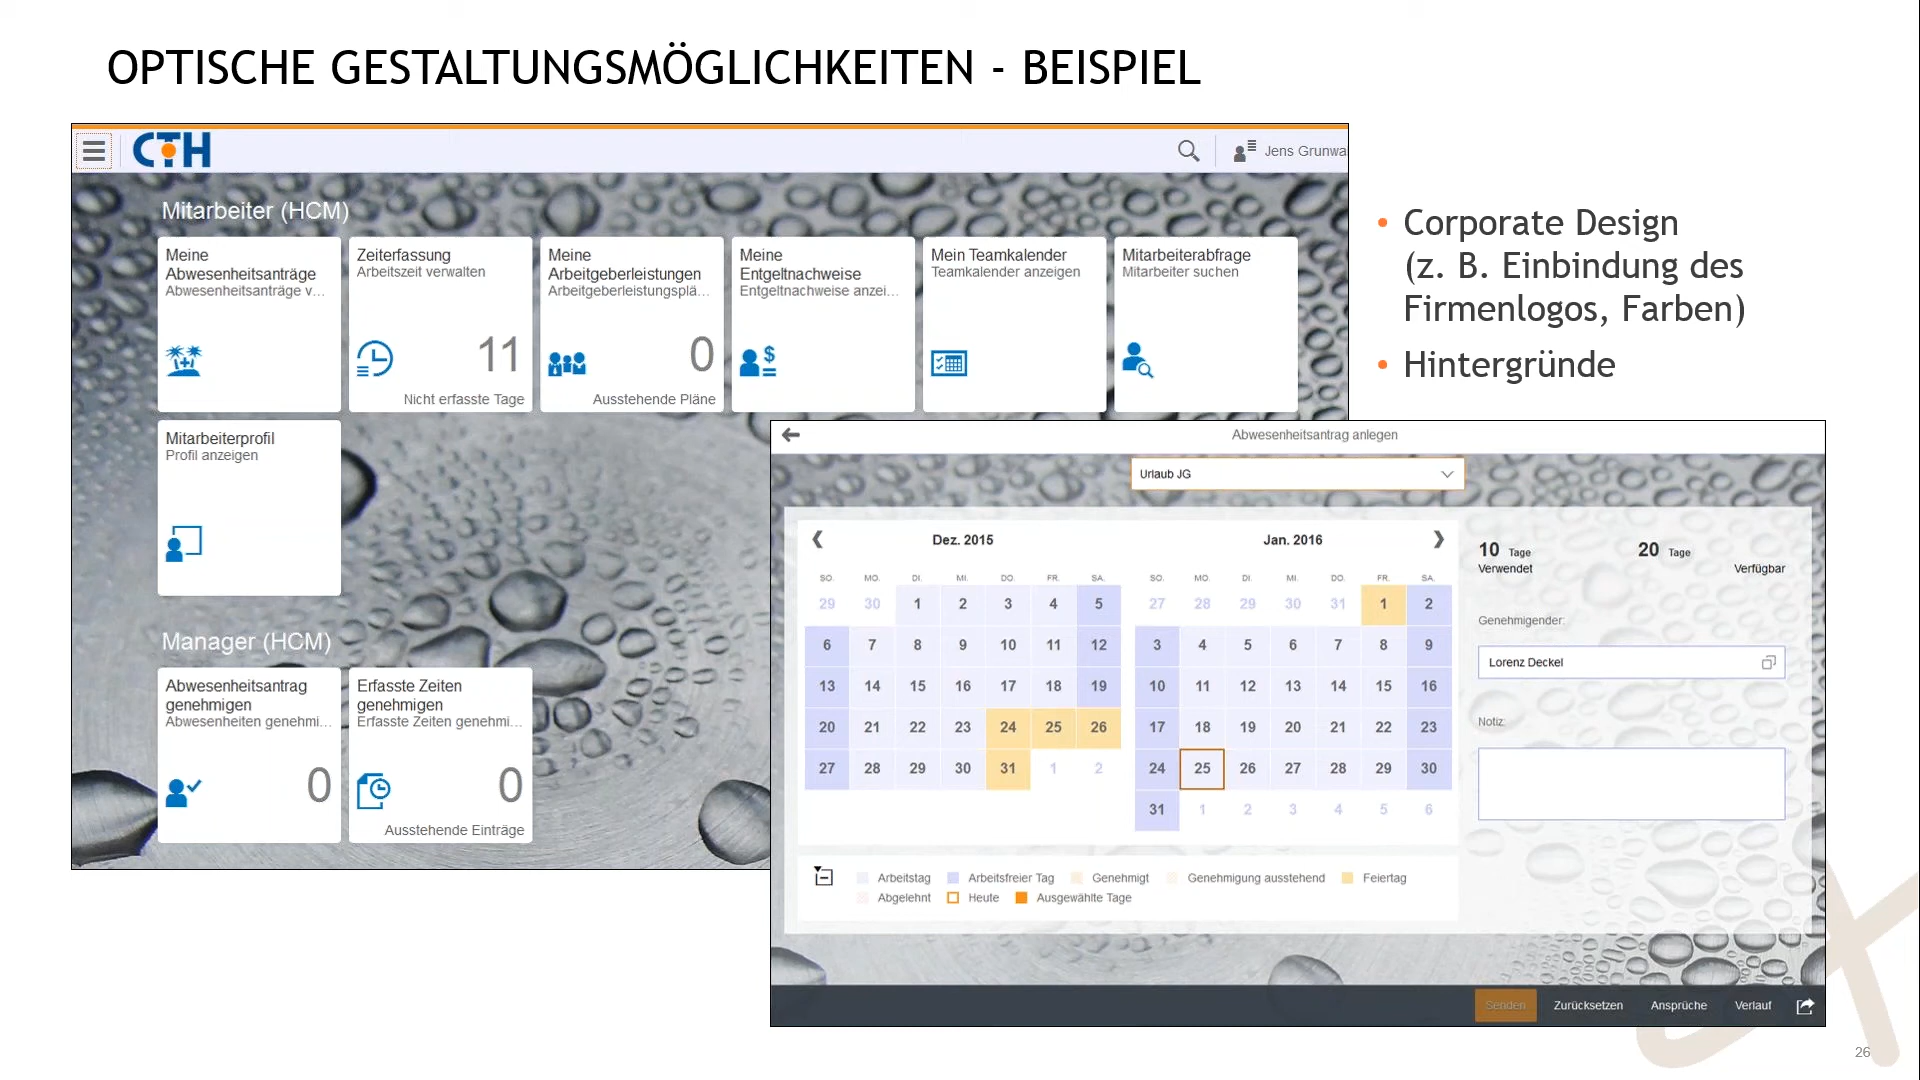 OPTISCHE GESTALTUNGSMÖGLICHKEITEN - BEISPIEL
CTH
Jens Grunwa
Mitarbeiter (HCM)
Meine
Abwesenheitsanträge
Abwesenheitsanträge v...
Zeiterfassung
Arbeitszeit verwalten
11
Nicht erfasste Tage
Meine
Arbeitgeberleistungen
Arbeitgeberleistungsplä...
0
Ausstehende Pläne
Meine
Entgeltnachweise
Entgeltnachweise anzei...
Mein Teamkalender
Teamkalender anzeigen
Mitarbeiterabfrage
Mitarbeiter suchen
Mitarbeiterprofil
Profil anzeigen
Manager (HCM)
Abwesenheitsantrag
genehmigen
Abwesenheiten genehmi...
0
Erfasste Zeiten
genehmigen
Erfasste Zeiten genehmi...
0
Ausstehende Einträge
• Corporate Design
(z. B. Einbindung des
Firmenlogos, Farben)
• Hintergründe
Abwesenheitsantrag anlegen
Urlaub JG
Dez. 2015
SO. MO. DI. MI. DO. FR. SA.
29 30 1 2 3 4 5
6 7 8 9 10 11 12
13 14 15 16 17 18 19
20 21 22 23 24 25 26
27 28 29 30 31 1 2
Jan. 2016
SO. MO. DI. MI. DO. FR. SA.
27 28 29 30 31 1 2
3 4 5 6 7 8 9
10 11 12 13 14 15 16
17 18 19 20 21 22 23
24 25 26 27 28 29 30
31 1 2 3 4 5 6
10 Tage 20 Tage
Verwendet Verfügbar
Genehmigender:
Lorenz Deckel
Notiz:
Arbeitstag Arbeitsfreier Tag Genehmigt Genehmigung ausstehend Feiertag
Abgelehnt Heute Ausgewählte Tage
Senden Zurücksetzen Ansprüche Verlauf
26